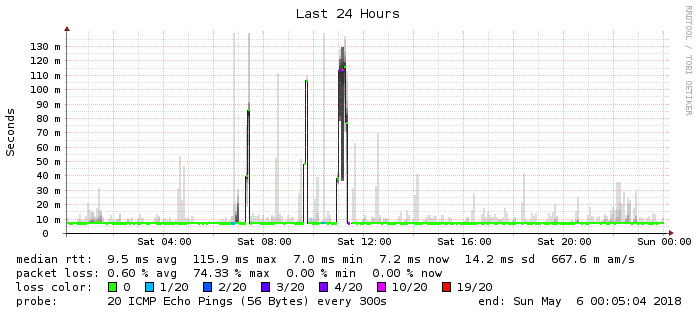 Last 24 Hours
RRDTOOL / TOBI OETIKER
Seconds
130 m
120 m
110 m
100 m
90 m
80 m
70 m
60 m
50 m
40 m
30 m
20 m
10 m
0
Sat 04:00 Sat 08:00 Sat 12:00 Sat 16:00 Sat 20:00 Sun 00:00
median rtt: 9.5 ms avg 115.9 ms max 7.0 ms min 7.2 ms now 14.2 ms sd 667.6 m am/s
packet loss: 0.60 % avg 74.33 % max 0.00 % min 0.00 % now
loss color: 0 1/20 2/20 3/20 4/20 10/20 19/20
probe: 20 ICMP Echo Pings (56 Bytes) every 300s end: Sun May 6 00:05:04 2018